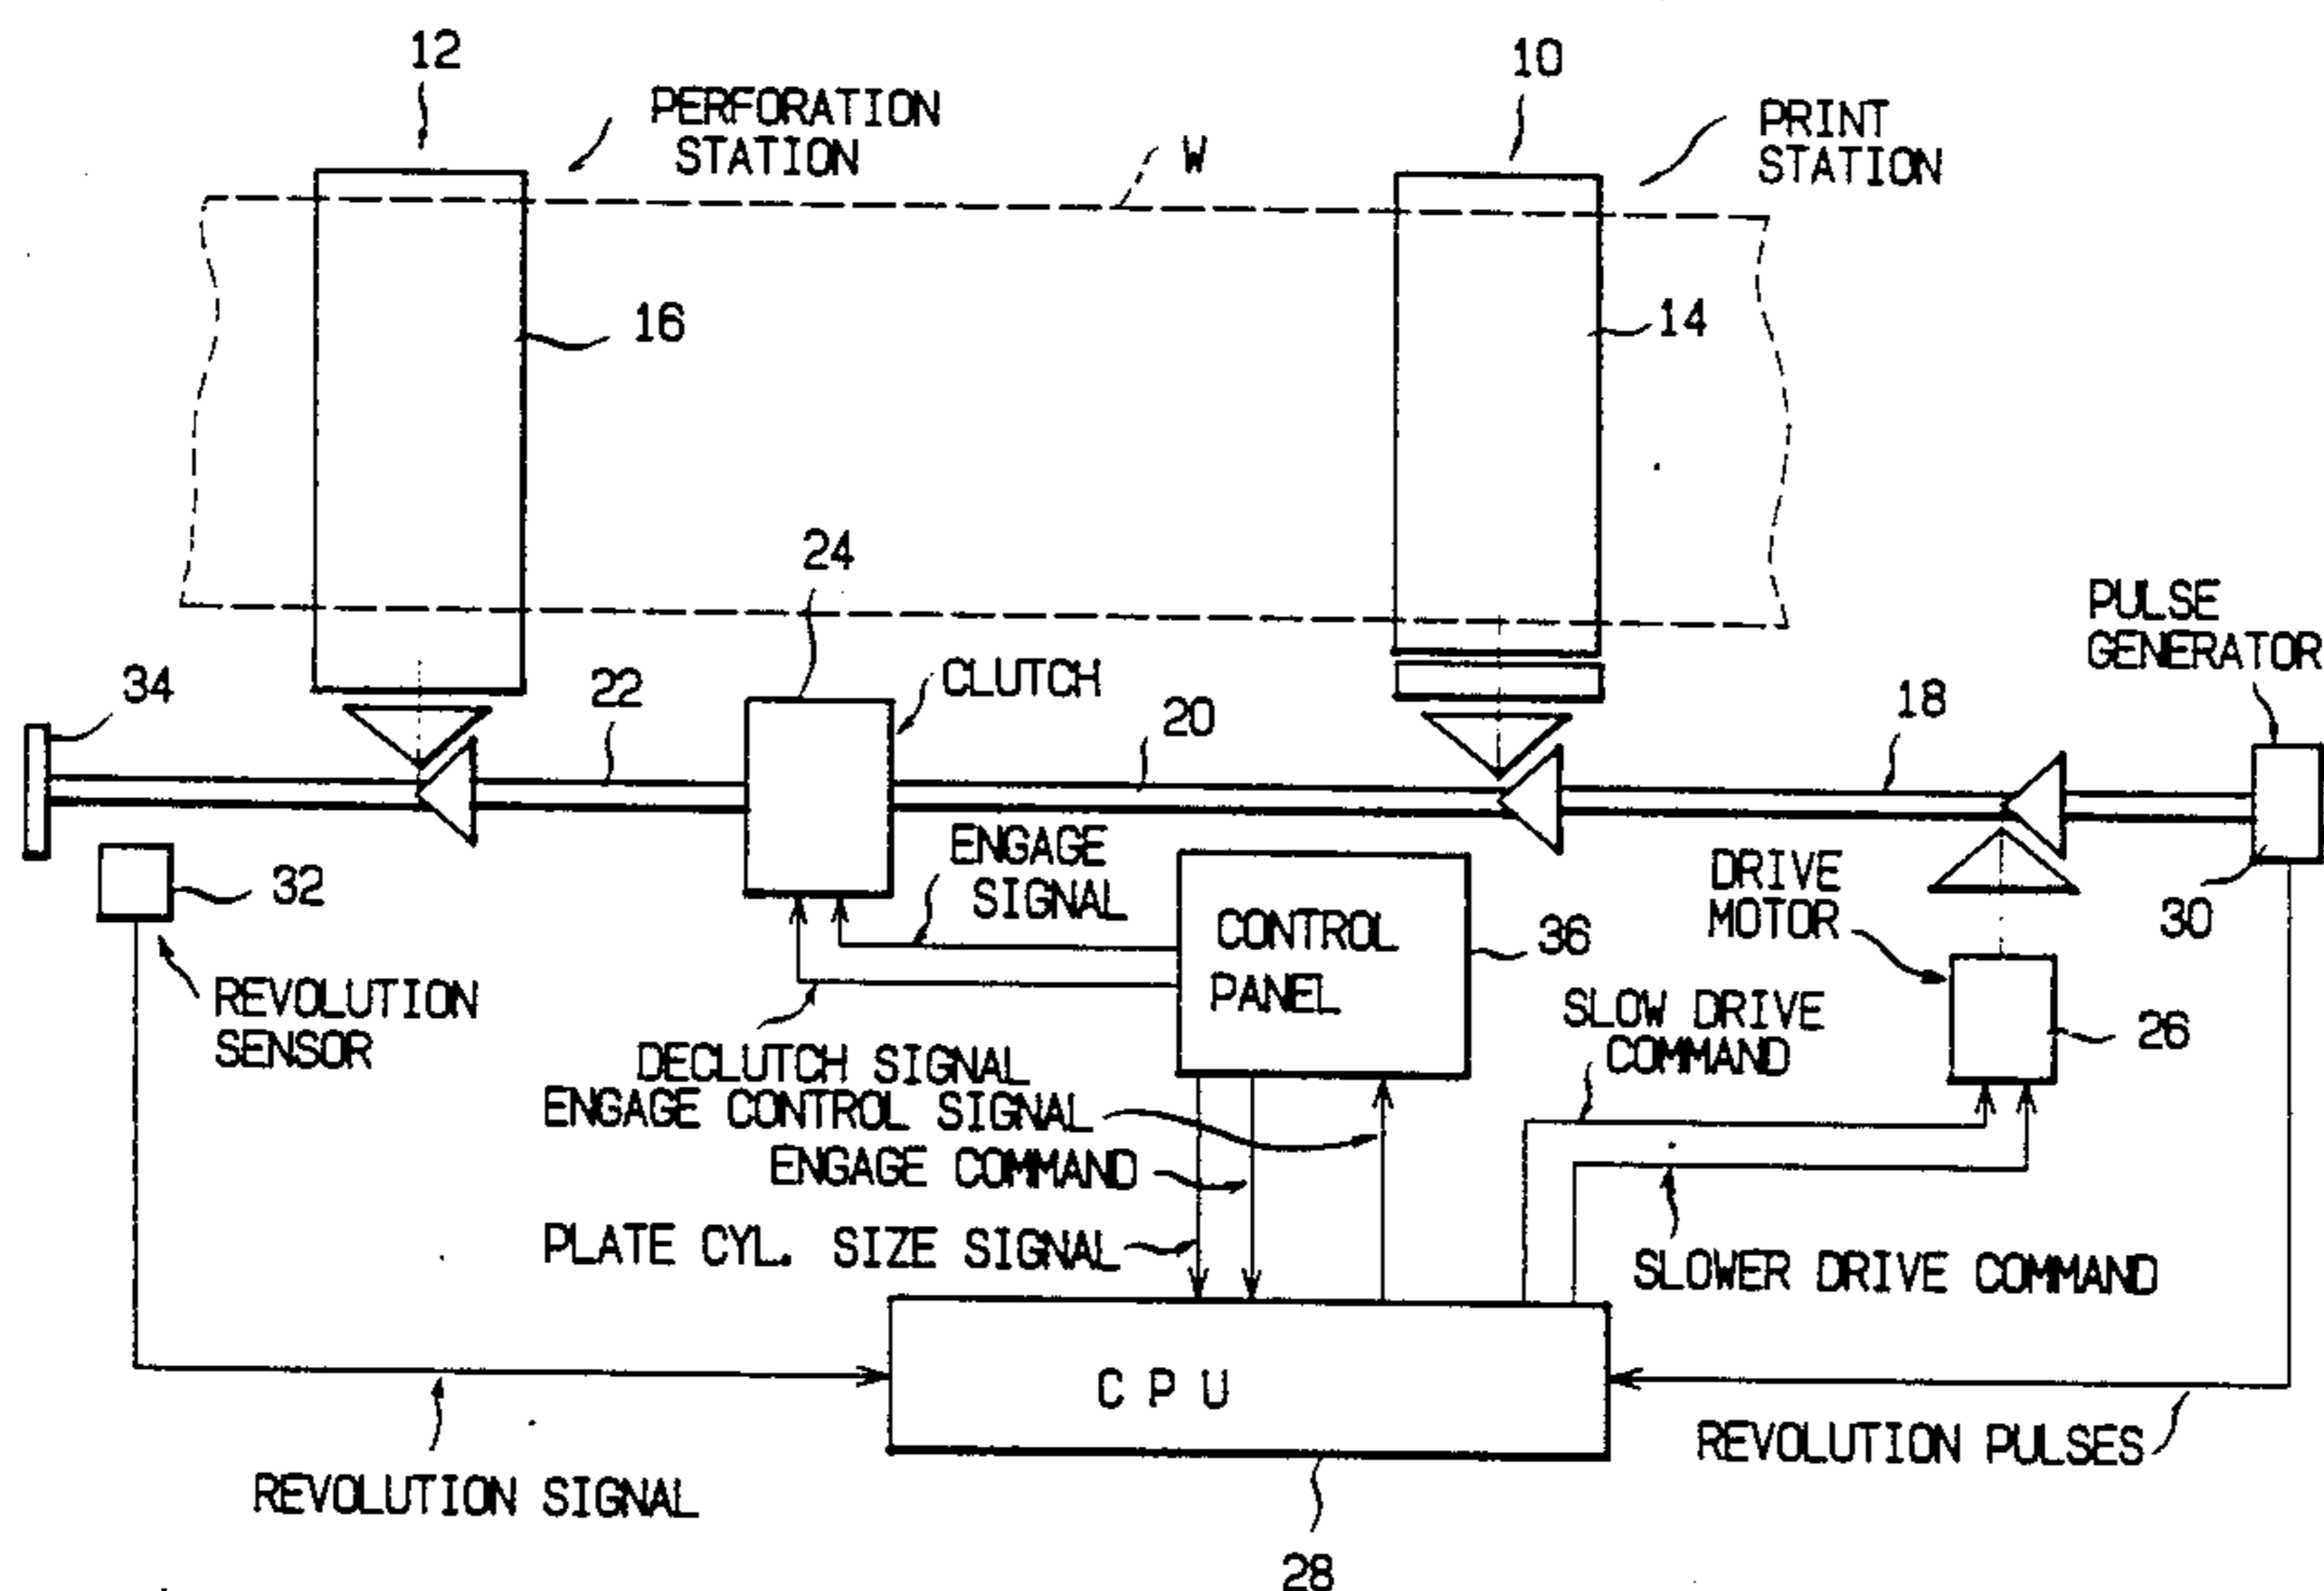 12
10
PERFORATION
STATION
W
PRINT
STATION
16
14
24
PULSE
GENERATOR
34
22
CLUTCH
20
18
ENGAGE
SIGNAL
32
CONTROL
PANEL
36
DRIVE
MOTOR
30
REVOLUTION
SENSOR
SLOW DRIVE
COMMAND
26
DECLUTCH SIGNAL
ENGAGE CONTROL SIGNAL
ENGAGE COMMAND
PLATE CYL. SIZE SIGNAL
SLOWER DRIVE COMMAND
CPU
REVOLUTION PULSES
REVOLUTION SIGNAL
28